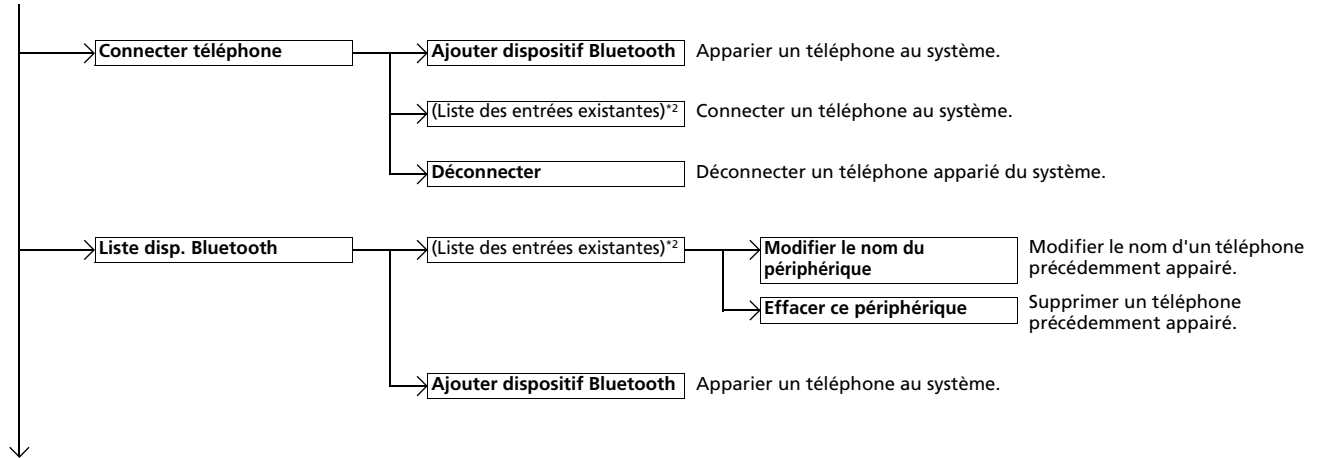 Connecter téléphone
Ajouter dispositif Bluetooth
Apparier un téléphone au système.
(Liste des entrées existantes)*2
Connecter un téléphone au système.
Déconnecter
Déconnecter un téléphone apparié du système.
Liste disp. Bluetooth
(Liste des entrées existantes)*2
Modifier le nom du
périphérique
Modifier le nom d'un téléphone
précédemment appairé.
Effacer ce périphérique
Supprimer un téléphone
précédemment appairé.
Ajouter dispositif Bluetooth
Apparier un téléphone au système.